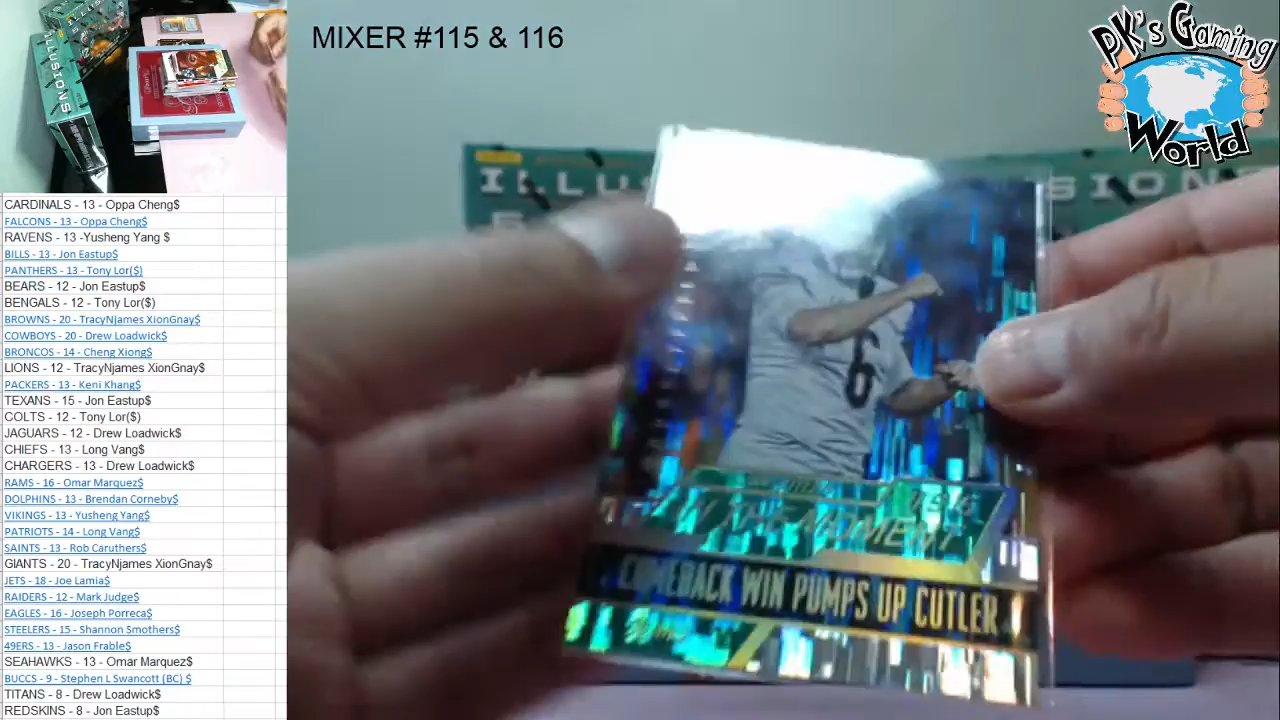 MIXER #115 & 116
PK's Gaming
World
ILLUSIONS
CARDINALS - 13 - Oppa Cheng$
FALCONS - 13 - Oppa Cheng$
RAVENS - 13 -Yusheng Yang $
BILLS - 13 - Jon Eastup$
PANTHERS - 13 - Tony Lor($)
BEARS - 12 - Jon Eastup$
BENGALS - 12 - Tony Lor($)
BROWNS - 20 - TracyNjames XionGnay$
COWBOYS - 20 - Drew Loadwick$
BRONCOS - 14 - Cheng Xiong$
LIONS - 12 - TracyNjames XionGnay$
PACKERS - 13 - Keni Khang$
TEXANS - 15 - Jon Eastup$
COLTS - 12 - Tony Lor($)
JAGUARS - 12 - Drew Loadwick$
CHIEFS - 13 - Long Vang$
CHARGERS - 13 - Drew Loadwick$
RAMS - 16 - Omar Marquez$
DOLPHINS - 13 - Brendan Corneby$
VIKINGS - 13 - Yusheng Yang$
PATRIOTS - 14 - Long Vang$
SAINTS - 13 - Rob Caruthers$
GIANTS - 20 - TracyNjames XionGnay$
JETS - 18 - Joe Lamia$
RAIDERS - 12 - Mark Judge$
EAGLES - 16 - Joseph Porreca$
STEELERS - 15 - Shannon Smothers$
49ERS - 13 - Jason Frable$
SEAHAWKS - 13 - Omar Marquez$
BUCCS - 9 - Stephen L Swancott (BC) $
TITANS - 8 - Drew Loadwick$
REDSKINS - 8 - Jon Eastup$
ILLU
SIONS
6
MOMENT
COMEBACK WIN PUMPS UP CUTLER